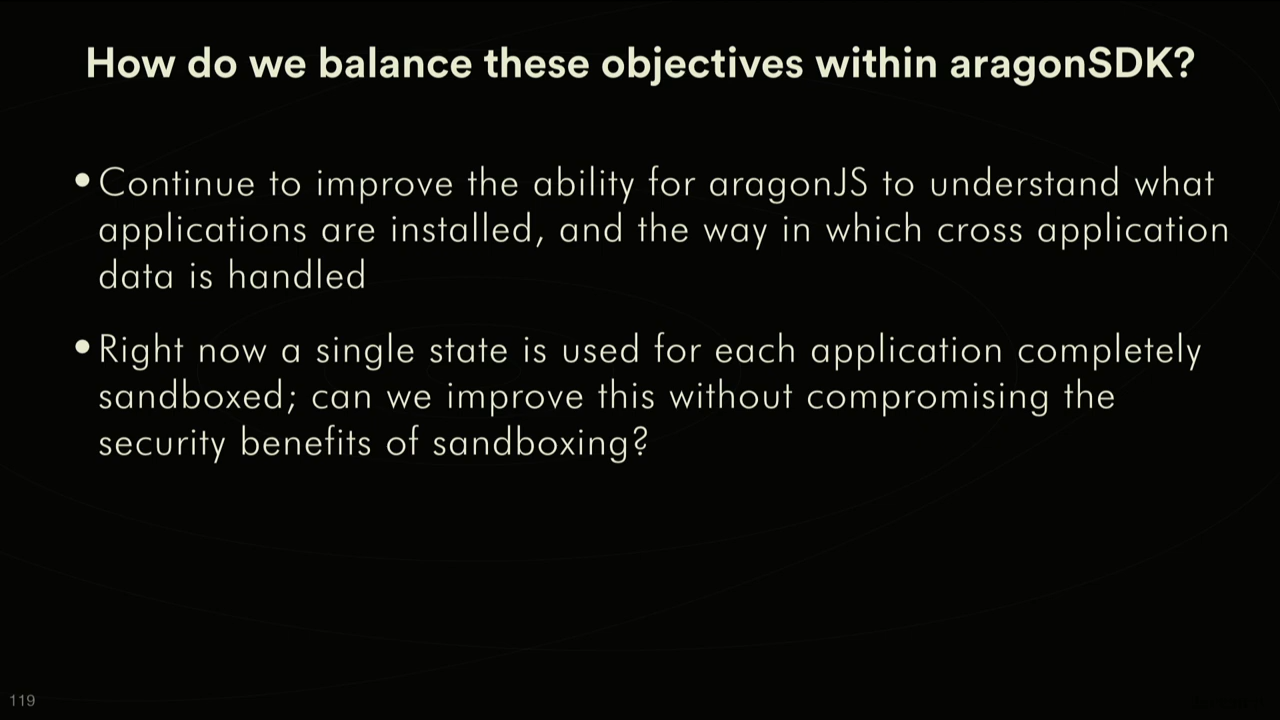 How do we balance these objectives within aragonSDK?
•Continue to improve the ability for aragonJS to understand what
applications are installed, and the way in which cross application
data is handled
•Right now a single state is used for each application completely
sandboxed; can we improve this without compromising the
security benefits of sandboxing?
119